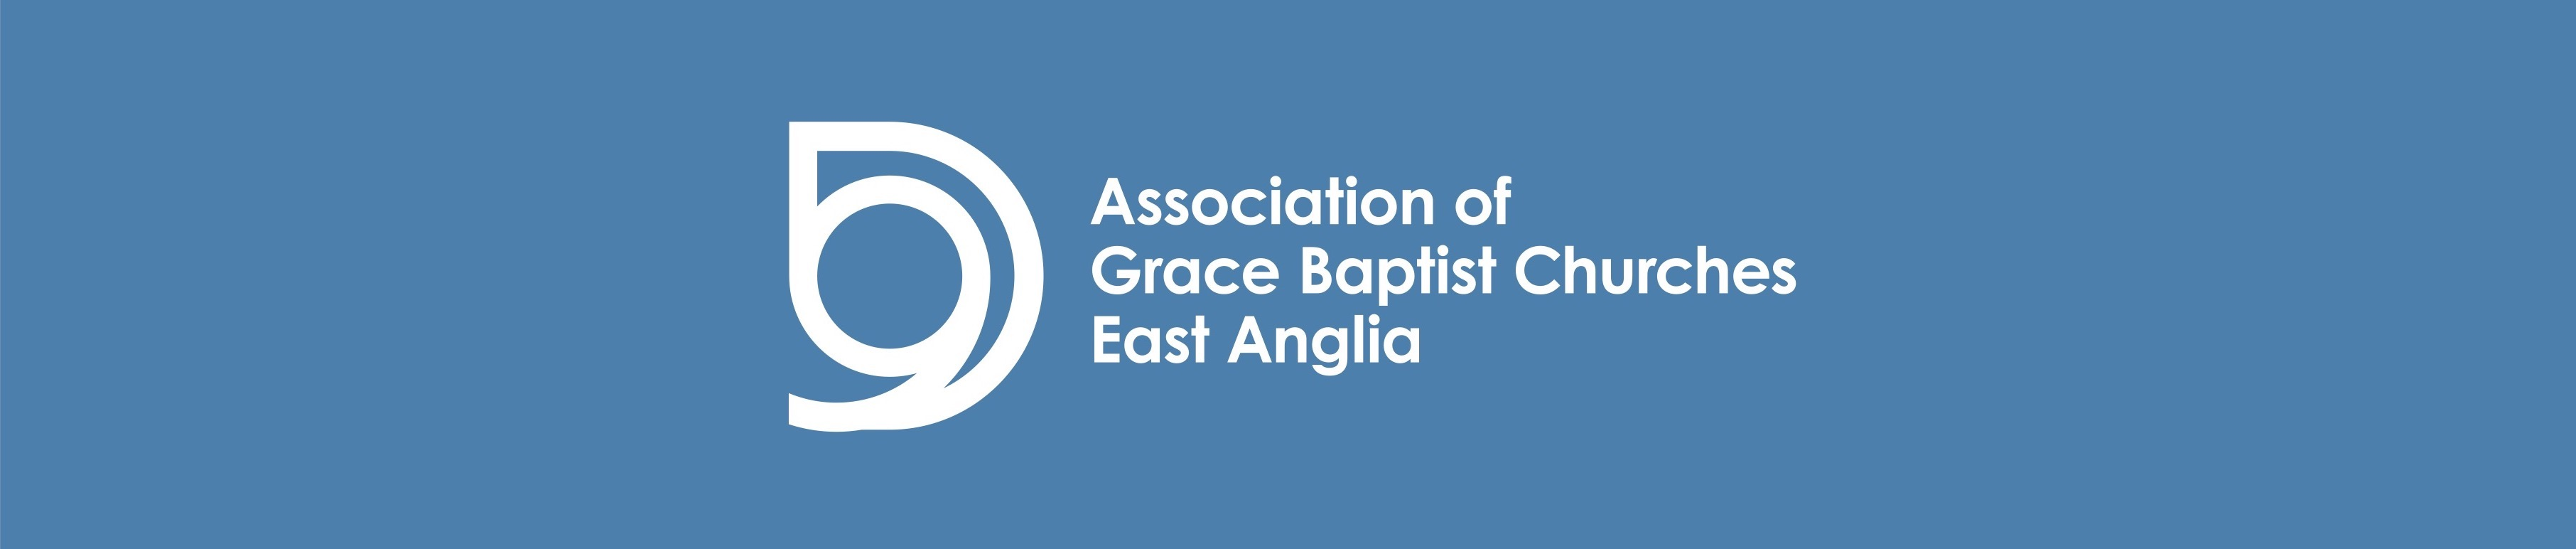 Association of
Grace Baptist Churches
East Anglia